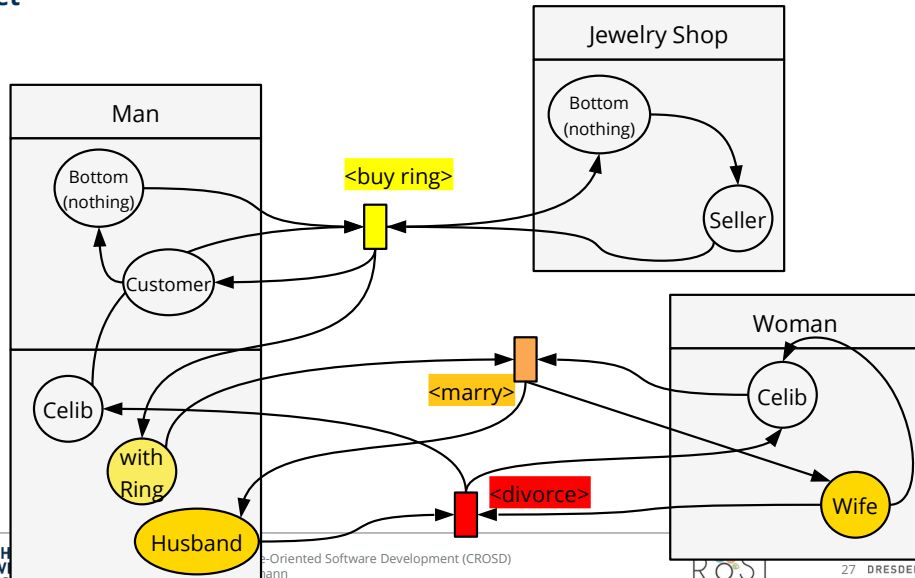 Jewelry Shop
Man
Bottom
(nothing)
Bottom
(nothing)
<buy ring>
Seller
Customer
Woman
Celib
<marry>
Celib
with
Ring
<divorce>
Wife
Husband
e-Oriented Software Development (CROSD)
27 DRESDE